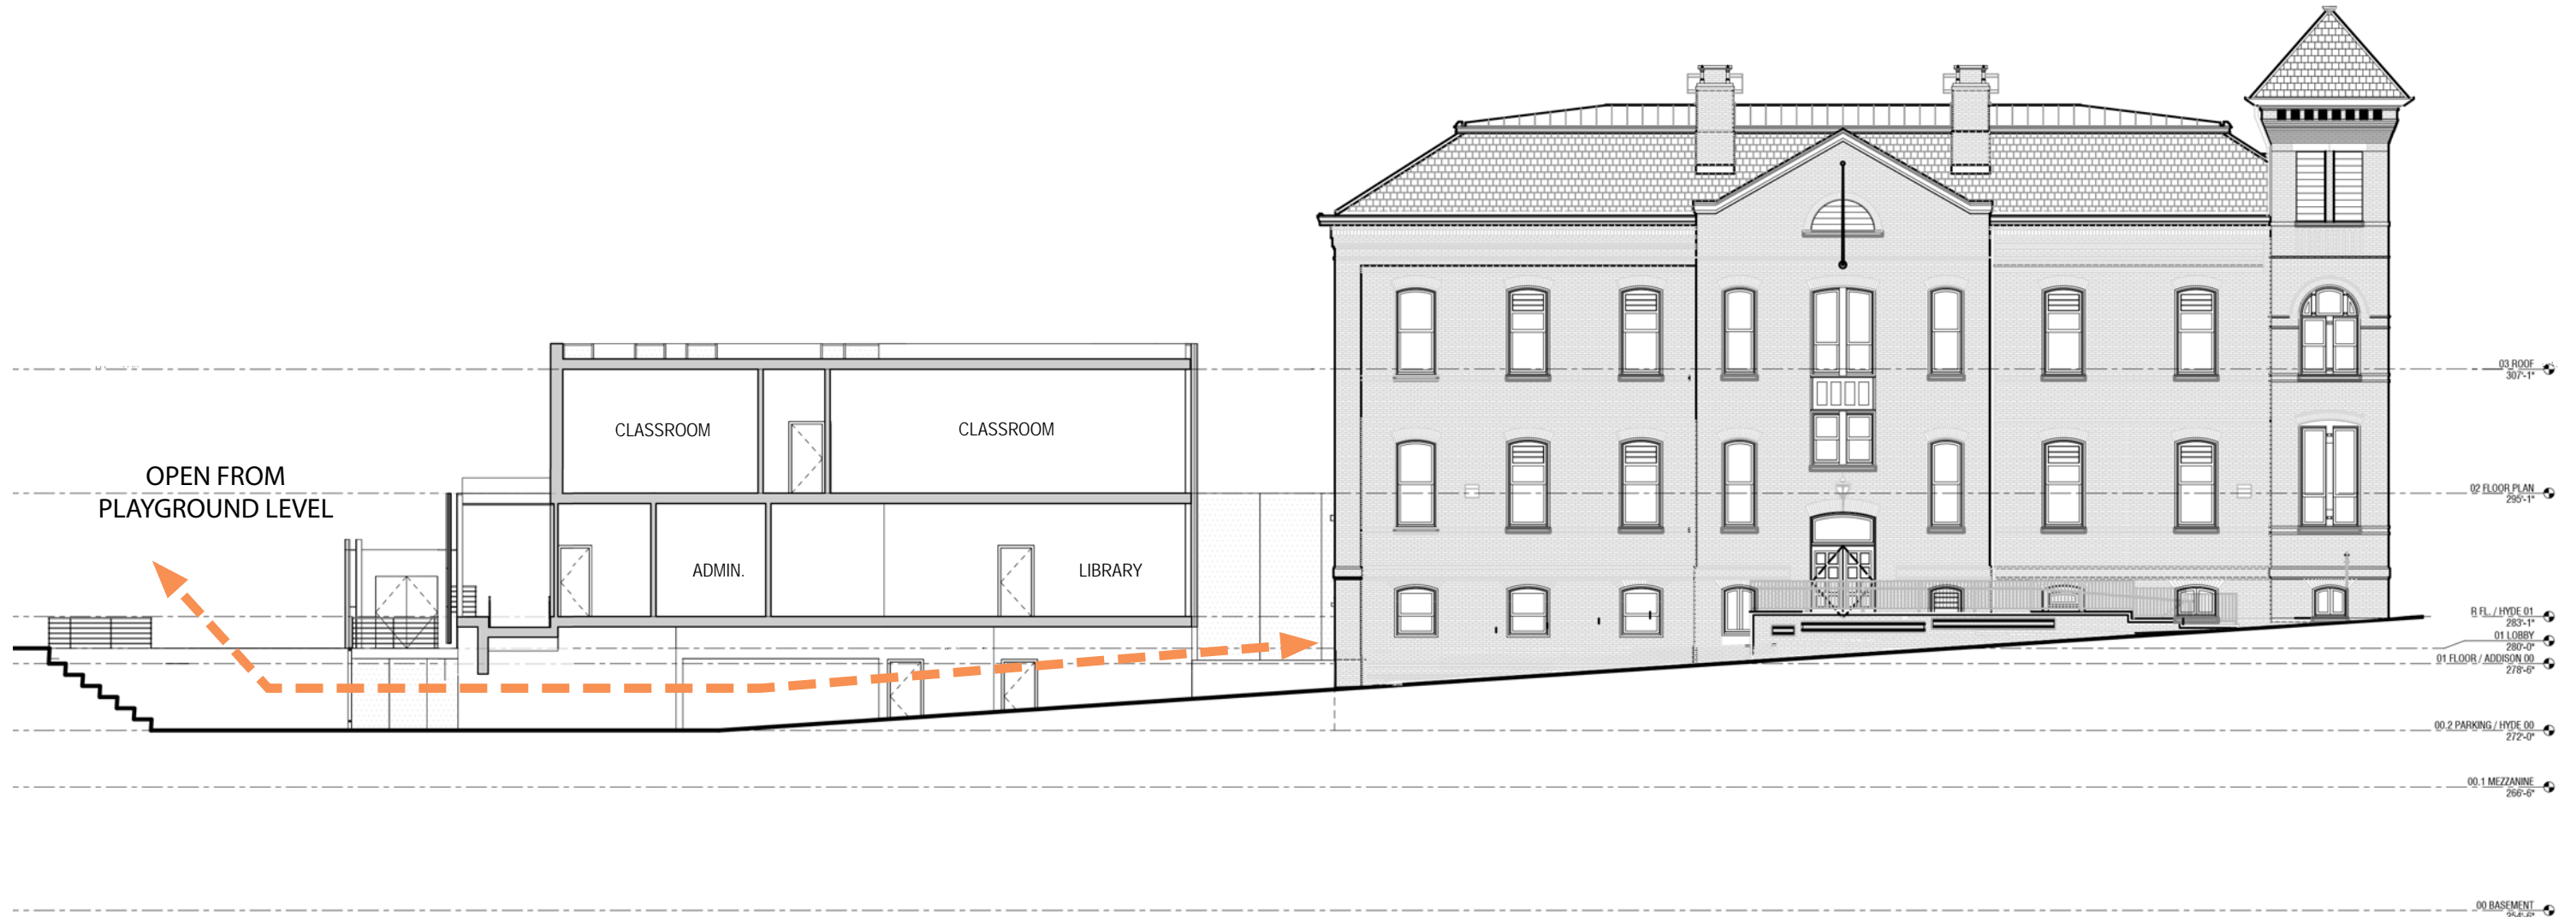 OPEN FROM
PLAYGROUND LEVEL
CLASSROOM
CLASSROOM
ADMIN.
LIBRARY
03 ROOF
307'-1"
02 FLOOR PLAN
295'-1"
R FL. / HYDE 01
283'-1"
01 LOBBY
280'-0"
01 FLOOR / ADDISON 00
278'-6"
00.2 PARKING / HYDE 00
272'-0"
00.1 MEZZANINE
266'-6"
00 BASEMENT
254'-6"